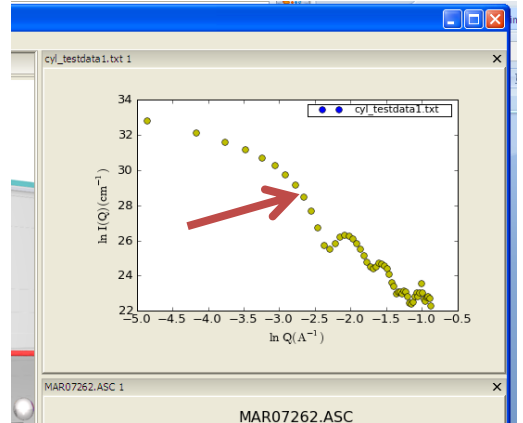 cyl_testdata1.txt 1
cyl_testdata1.txt
34
32
30
28
26
24
22
ln I(Q)(cm⁻¹)
−5.0 −4.5 −4.0 −3.5 −3.0 −2.5 −2.0 −1.5 −1.0 −0.5
ln Q(A⁻¹)
MAR07262.ASC 1
MAR07262.ASC